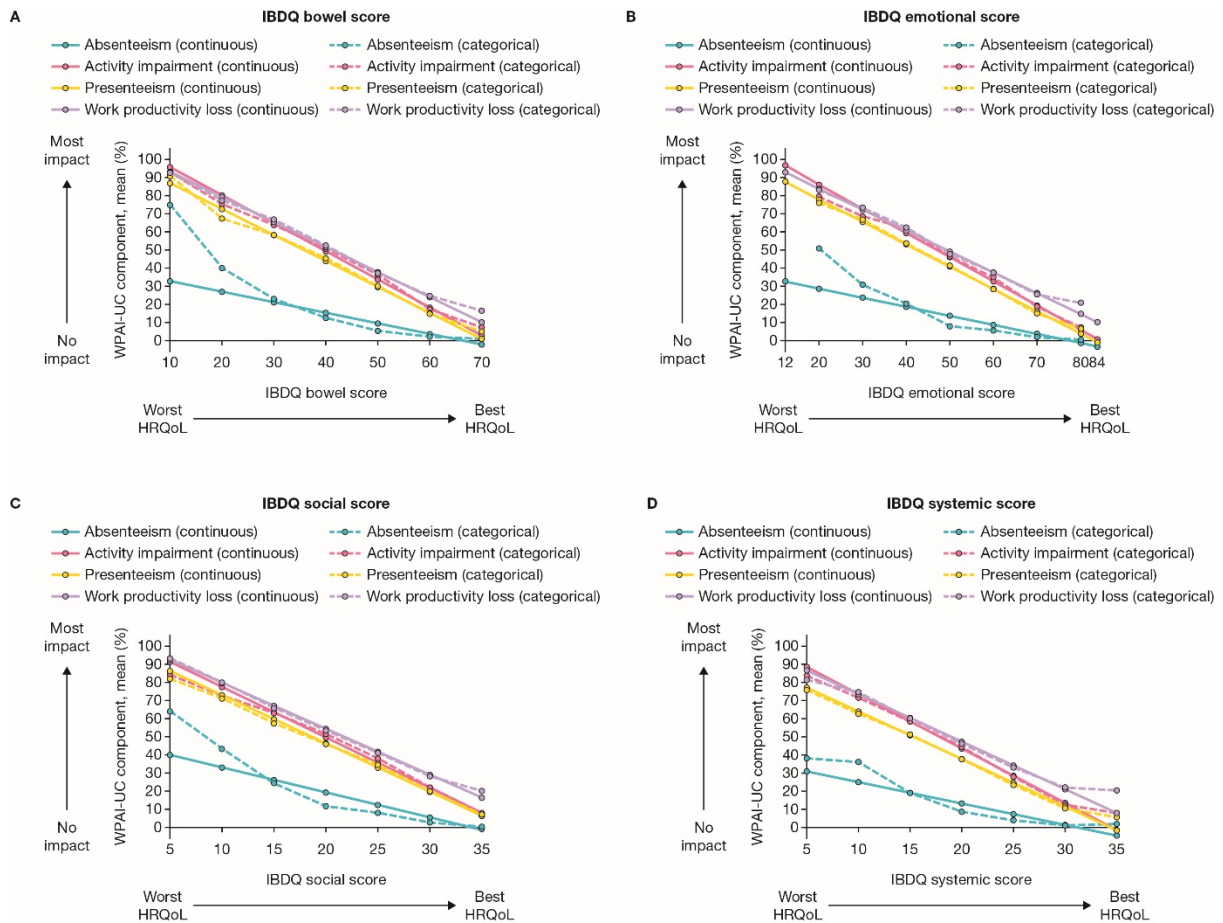 A
IBDQ bowel score
Absenteeism (continuous)
Absenteeism (categorical)
Activity impairment (continuous)
Activity impairment (categorical)
Presenteeism (continuous)
Presenteeism (categorical)
Work productivity loss (continuous)
Work productivity loss (categorical)
Most impact
No impact
WPAI-UC component, mean (%)
100
90
80
70
60
50
40
30
20
10
0
10 20 30 40 50 60 70
IBDQ bowel score
Worst HRQoL
Best HRQoL
B
IBDQ emotional score
Absenteeism (continuous)
Absenteeism (categorical)
Activity impairment (continuous)
Activity impairment (categorical)
Presenteeism (continuous)
Presenteeism (categorical)
Work productivity loss (continuous)
Work productivity loss (categorical)
Most impact
No impact
WPAI-UC component, mean (%)
100
90
80
70
60
50
40
30
20
10
0
12 20 30 40 50 60 70 80 84
IBDQ emotional score
Worst HRQoL
Best HRQoL
C
IBDQ social score
Absenteeism (continuous)
Absenteeism (categorical)
Activity impairment (continuous)
Activity impairment (categorical)
Presenteeism (continuous)
Presenteeism (categorical)
Work productivity loss (continuous)
Work productivity loss (categorical)
Most impact
No impact
WPAI-UC component, mean (%)
100
90
80
70
60
50
40
30
20
10
0
5 10 15 20 25 30 35
IBDQ social score
Worst HRQoL
Best HRQoL
D
IBDQ systemic score
Absenteeism (continuous)
Absenteeism (categorical)
Activity impairment (continuous)
Activity impairment (categorical)
Presenteeism (continuous)
Presenteeism (categorical)
Work productivity loss (continuous)
Work productivity loss (categorical)
Most impact
No impact
WPAI-UC component, mean (%)
100
90
80
70
60
50
40
30
20
10
0
5 10 15 20 25 30 35
IBDQ systemic score
Worst HRQoL
Best HRQoL